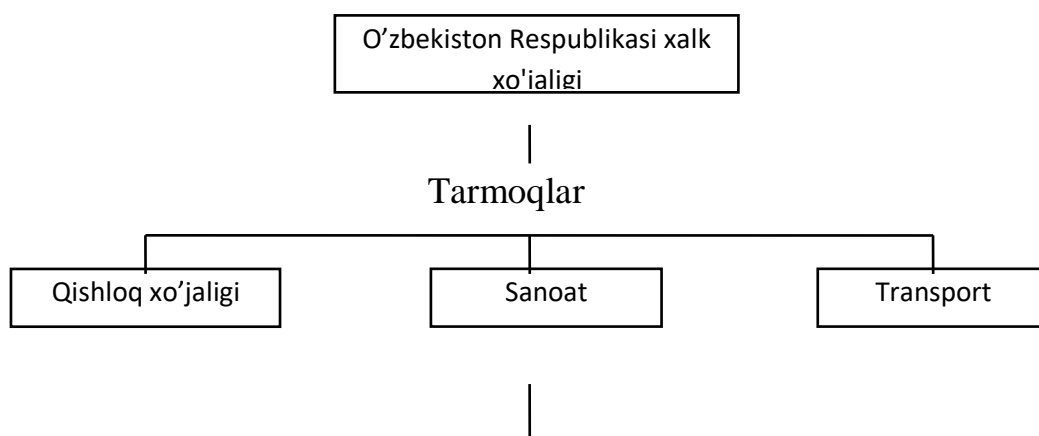 O’zbekiston Respublikasi xalk
xo'jaligi
Tarmoqlar
Qishloq xo’jaligi
Sanoat
Transport